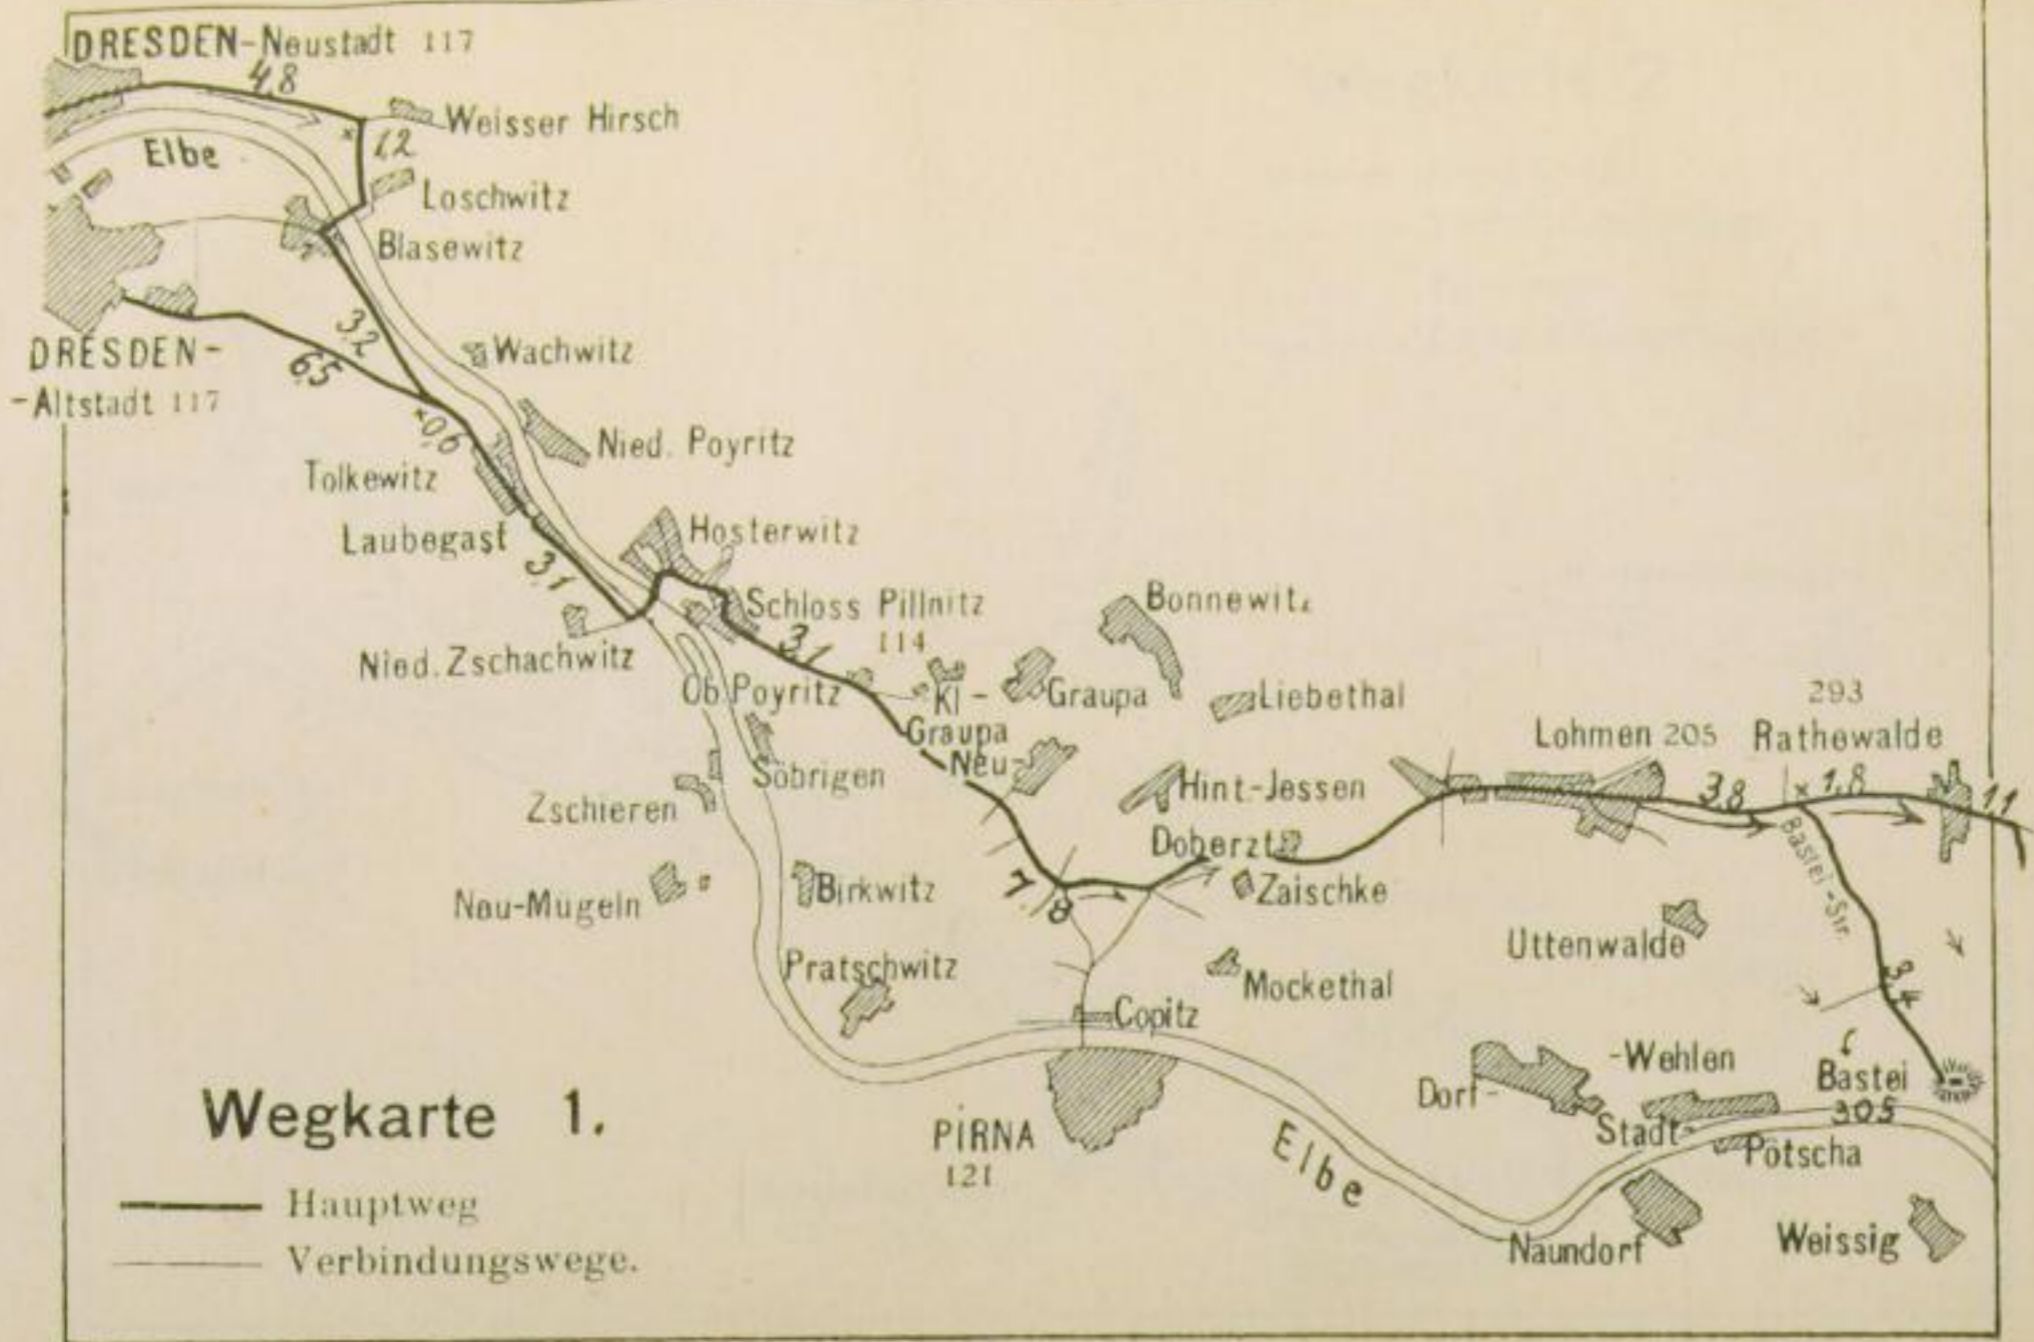 DRESDEN-Neustadt 117
4,8
Weisser Hirsch
1,2
Elbe
Loschwitz
Blasewitz
3,2
DRESDEN-
-Altstadt 117
6,5
Wachwitz
0,6
Nied. Poyritz
Tolkewitz
Laubegast
Hosterwitz
3,1
Schloss Pillnitz
114
3,1
Bonnewitz
Nied. Zschachwitz
Ob. Poyritz
Kl-
Graupa
Graupa
Liebethal
293
Lohmen 205
Rathewalde
Neu-
Söbrigen
Hint.-Jessen
Zschieren
3,8
1,8
1,1
Doberzt
Bastei-Str.
7,8
Zaischke
Neu-Mügeln
Birkwitz
Uttenwalde
Pratschwitz
Mockethal
3,4
Copitz
-Wehlen
Dorf-
Bastei
305
Stadt-
Pötscha
Wegkarte 1.
PIRNA
121
Elbe
Hauptweg
Naundorf
Weissig
Verbindungswege.